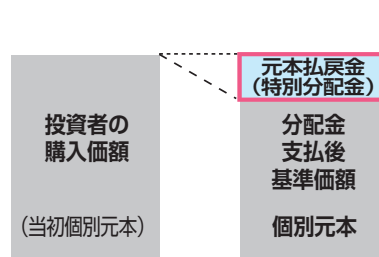 投資者の
購入価額
(当初個別元本)
元本払戻金
(特別分配金)
分配金
支払後
基準価額
個別元本